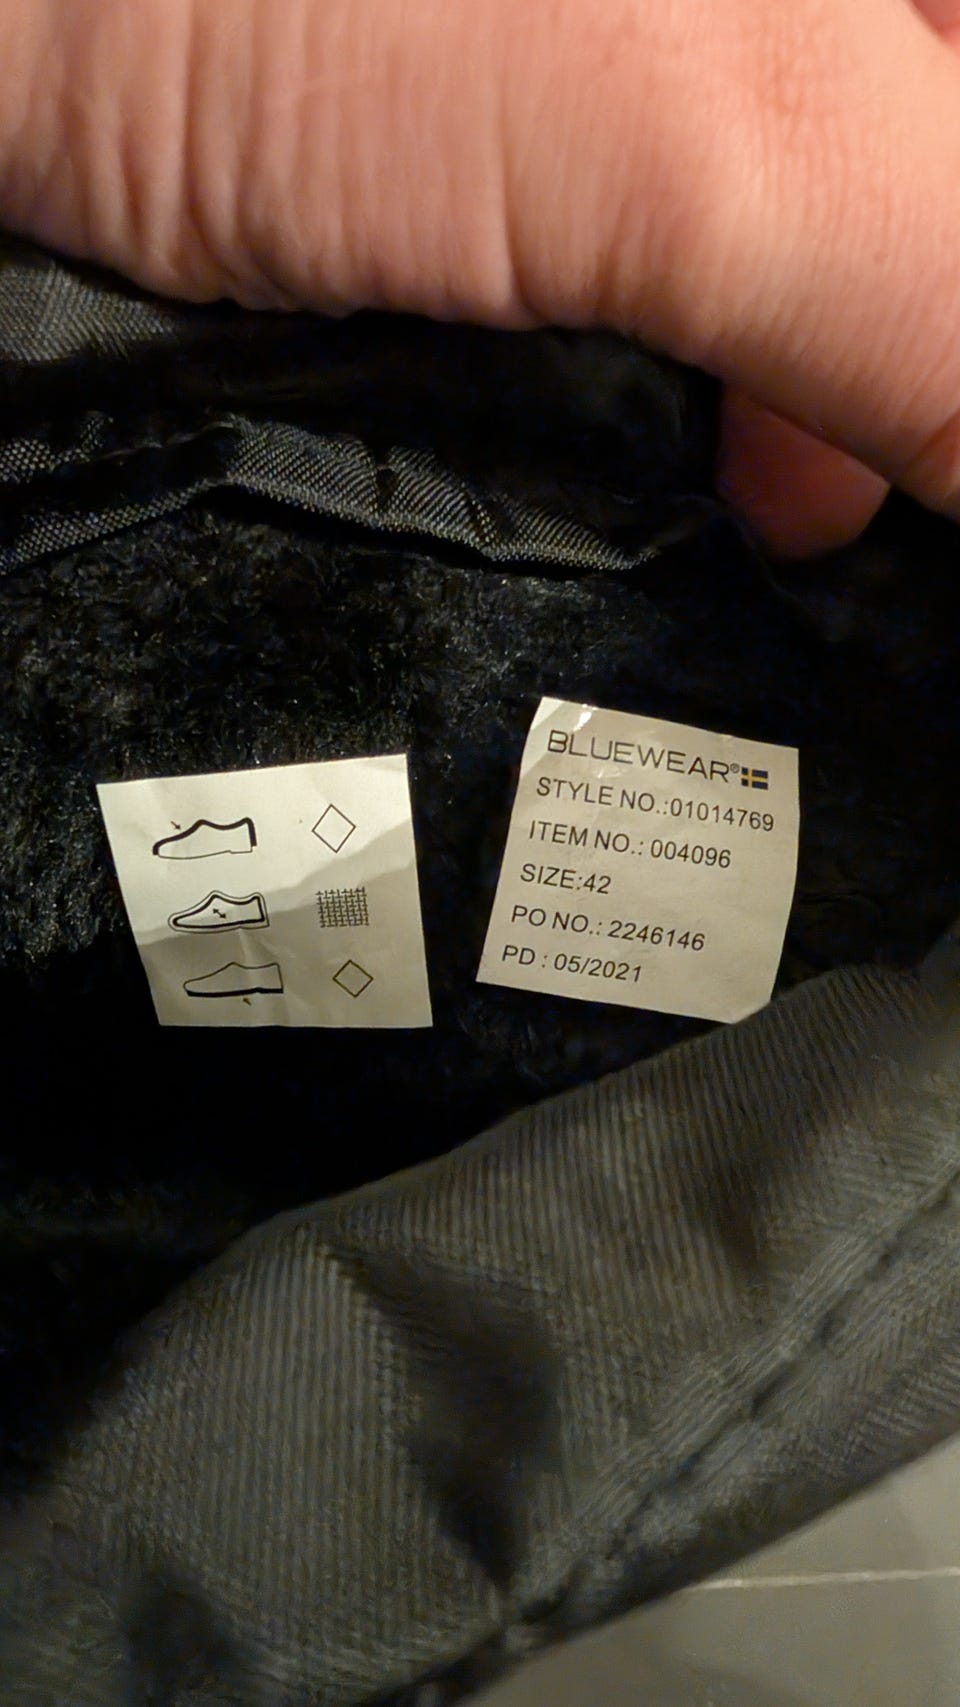 BLUEWEAR®
STYLE NO.:01014769
ITEM NO.: 004096
SIZE:42
PO NO.: 2246146
PD : 05/2021